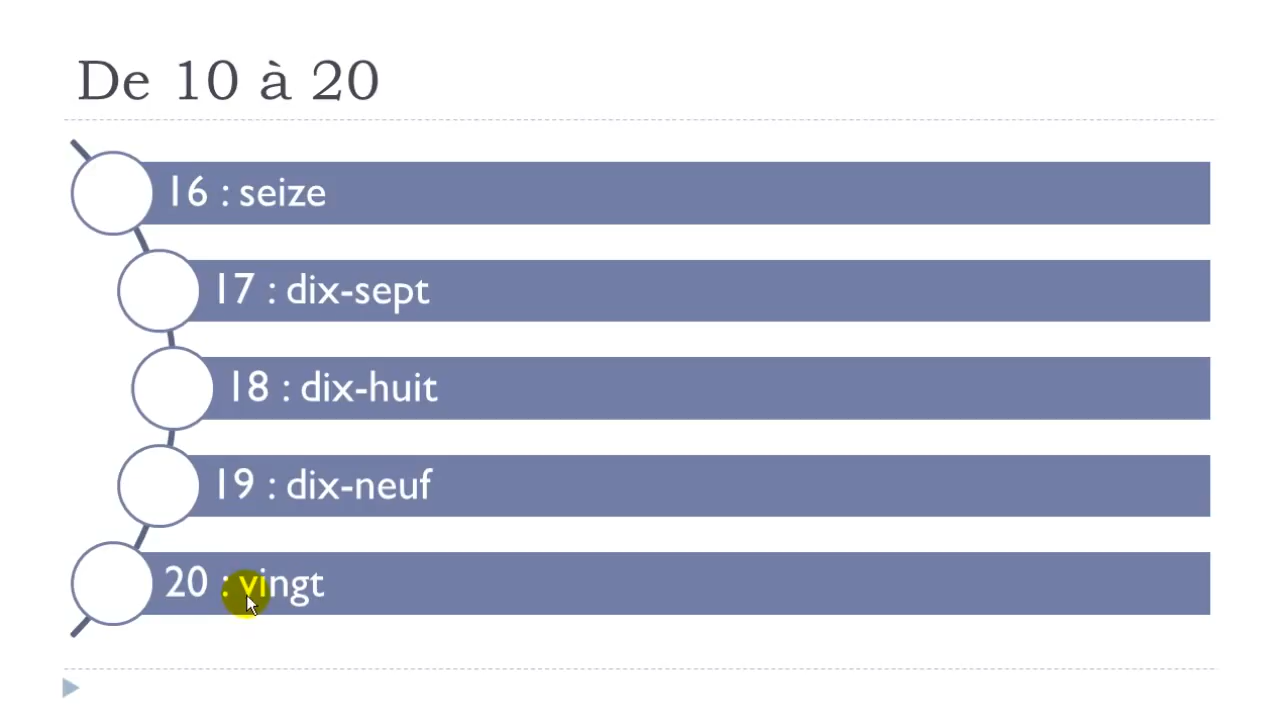 De 10 à 20
16 : seize
17 : dix-sept
18 : dix-huit
19 : dix-neuf
20 : vingt